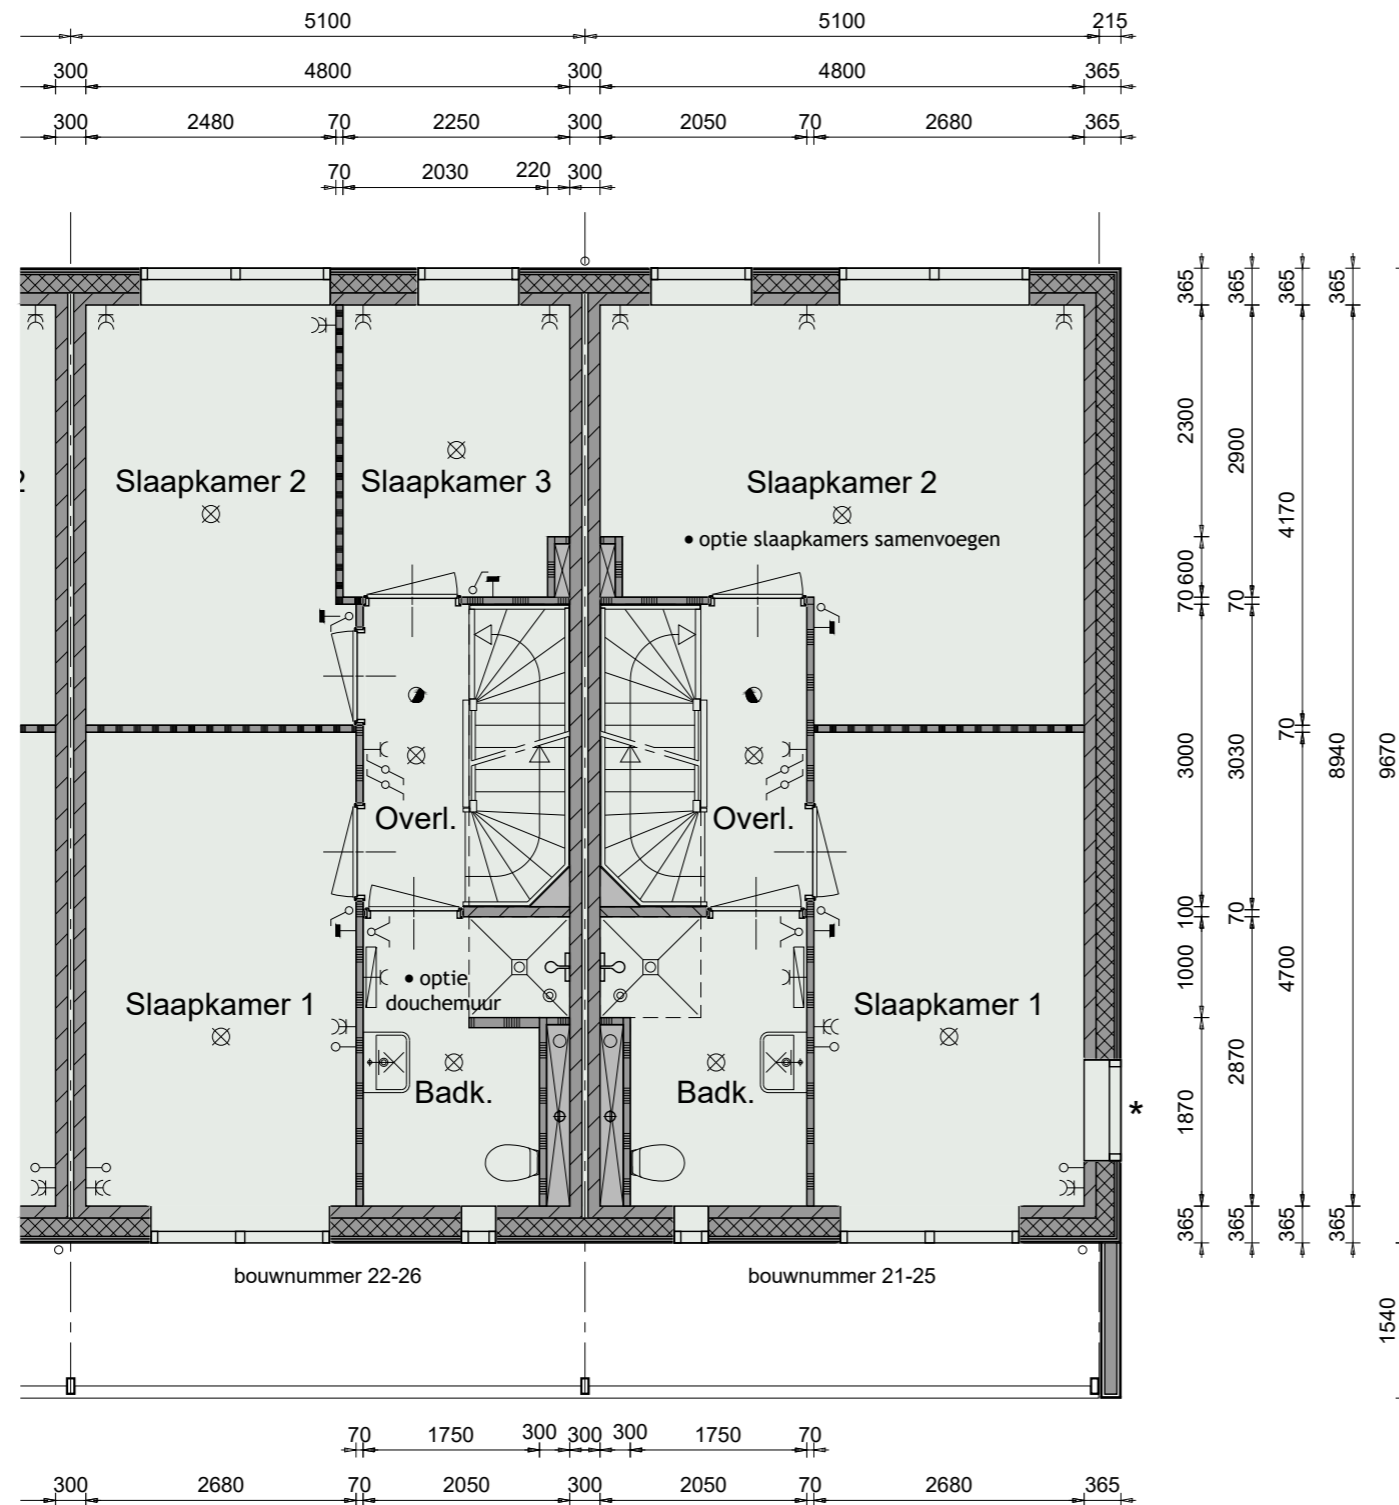 5100 5100 215
300 4800 300 4800 365
300 2480 70 2250 300 2050 70 2680 365
70 2030 220 300
365 365 365 365
2300 2900 4170
2 Slaapkamer 2 Slaapkamer 3 Slaapkamer 2
• optie slaapkamers samenvoegen
600
70 70
70
3000 3030 8940 9670
Overl. Overl.
100 70
• optie
douchemuur
1000 4700
Slaapkamer 1 Slaapkamer 1
2870
Badk. Badk.
1870 *
365 365 365 365
bouwnummer 22-26 bouwnummer 21-25
1540
70 1750 300 300 300 1750 70
300 2680 70 2050 300 2050 70 2680 365